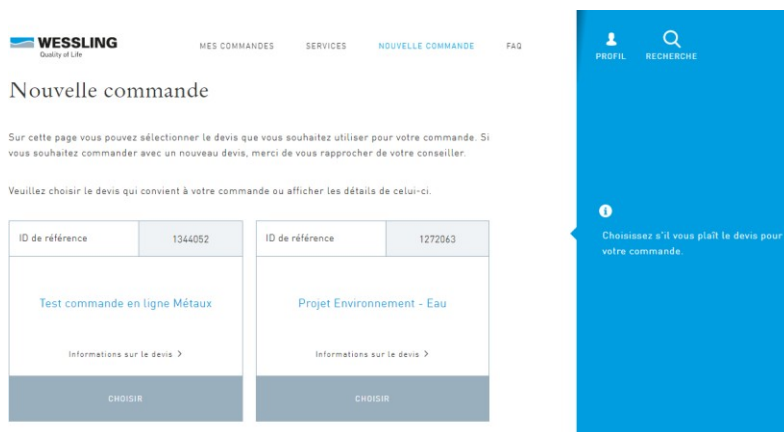 WESSLING
Quality of Life
MES COMMANDES SERVICES NOUVELLE COMMANDE FAQ
PROFIL RECHERCHE
Nouvelle commande
Sur cette page vous pouvez sélectionner le devis que vous souhaitez utiliser pour votre commande. Si
vous souhaitez commander avec un nouveau devis, merci de vous rapprocher de votre conseiller.
Veuillez choisir le devis qui convient à votre commande ou afficher les détails de celui-ci.
ID de référence 1344052
Test commande en ligne Métaux
Informations sur le devis >
CHOISIR
ID de référence 1272063
Projet Environnement - Eau
Informations sur le devis >
CHOISIR
Choisissez s'il vous plaît le devis pour
votre commande.